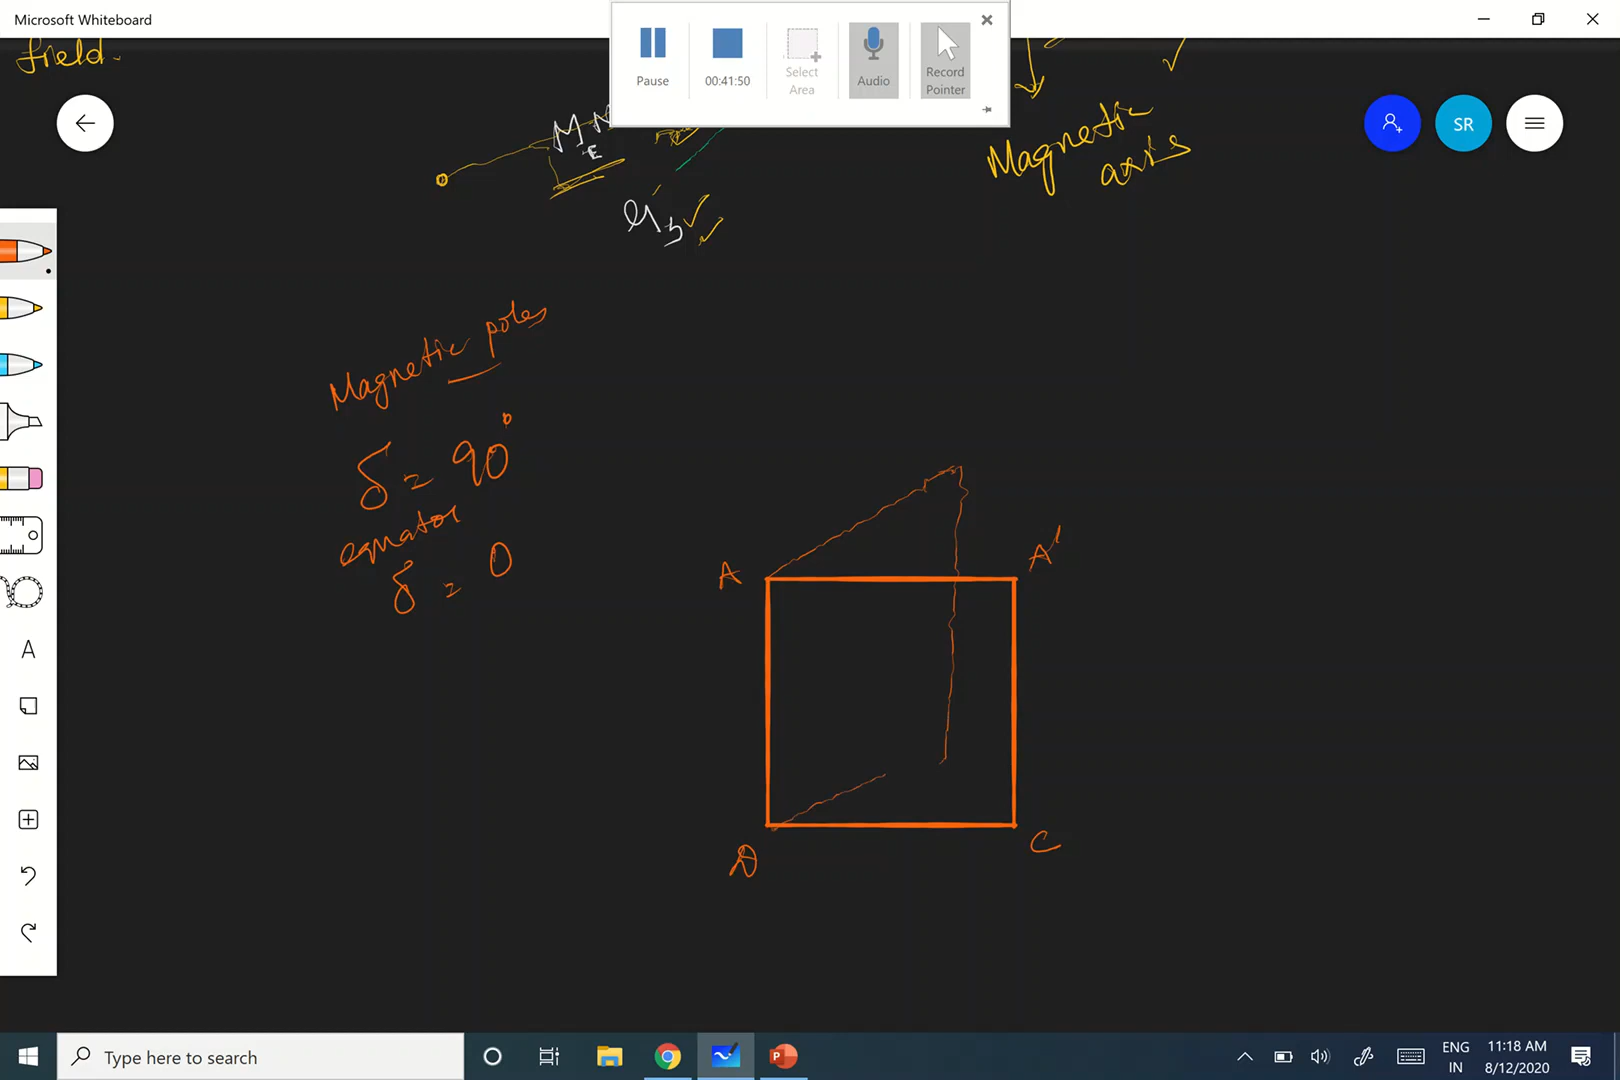 Microsoft Whiteboard
Pause
00:41:50
Select
Area
Audio
Record
Pointer
field.
SR
Magnetic
axis
Magnetic poles
δ = 90°
equator
δ = 0
A
A'
D
C
A
Type here to search
ENG
IN
11:18 AM
8/12/2020